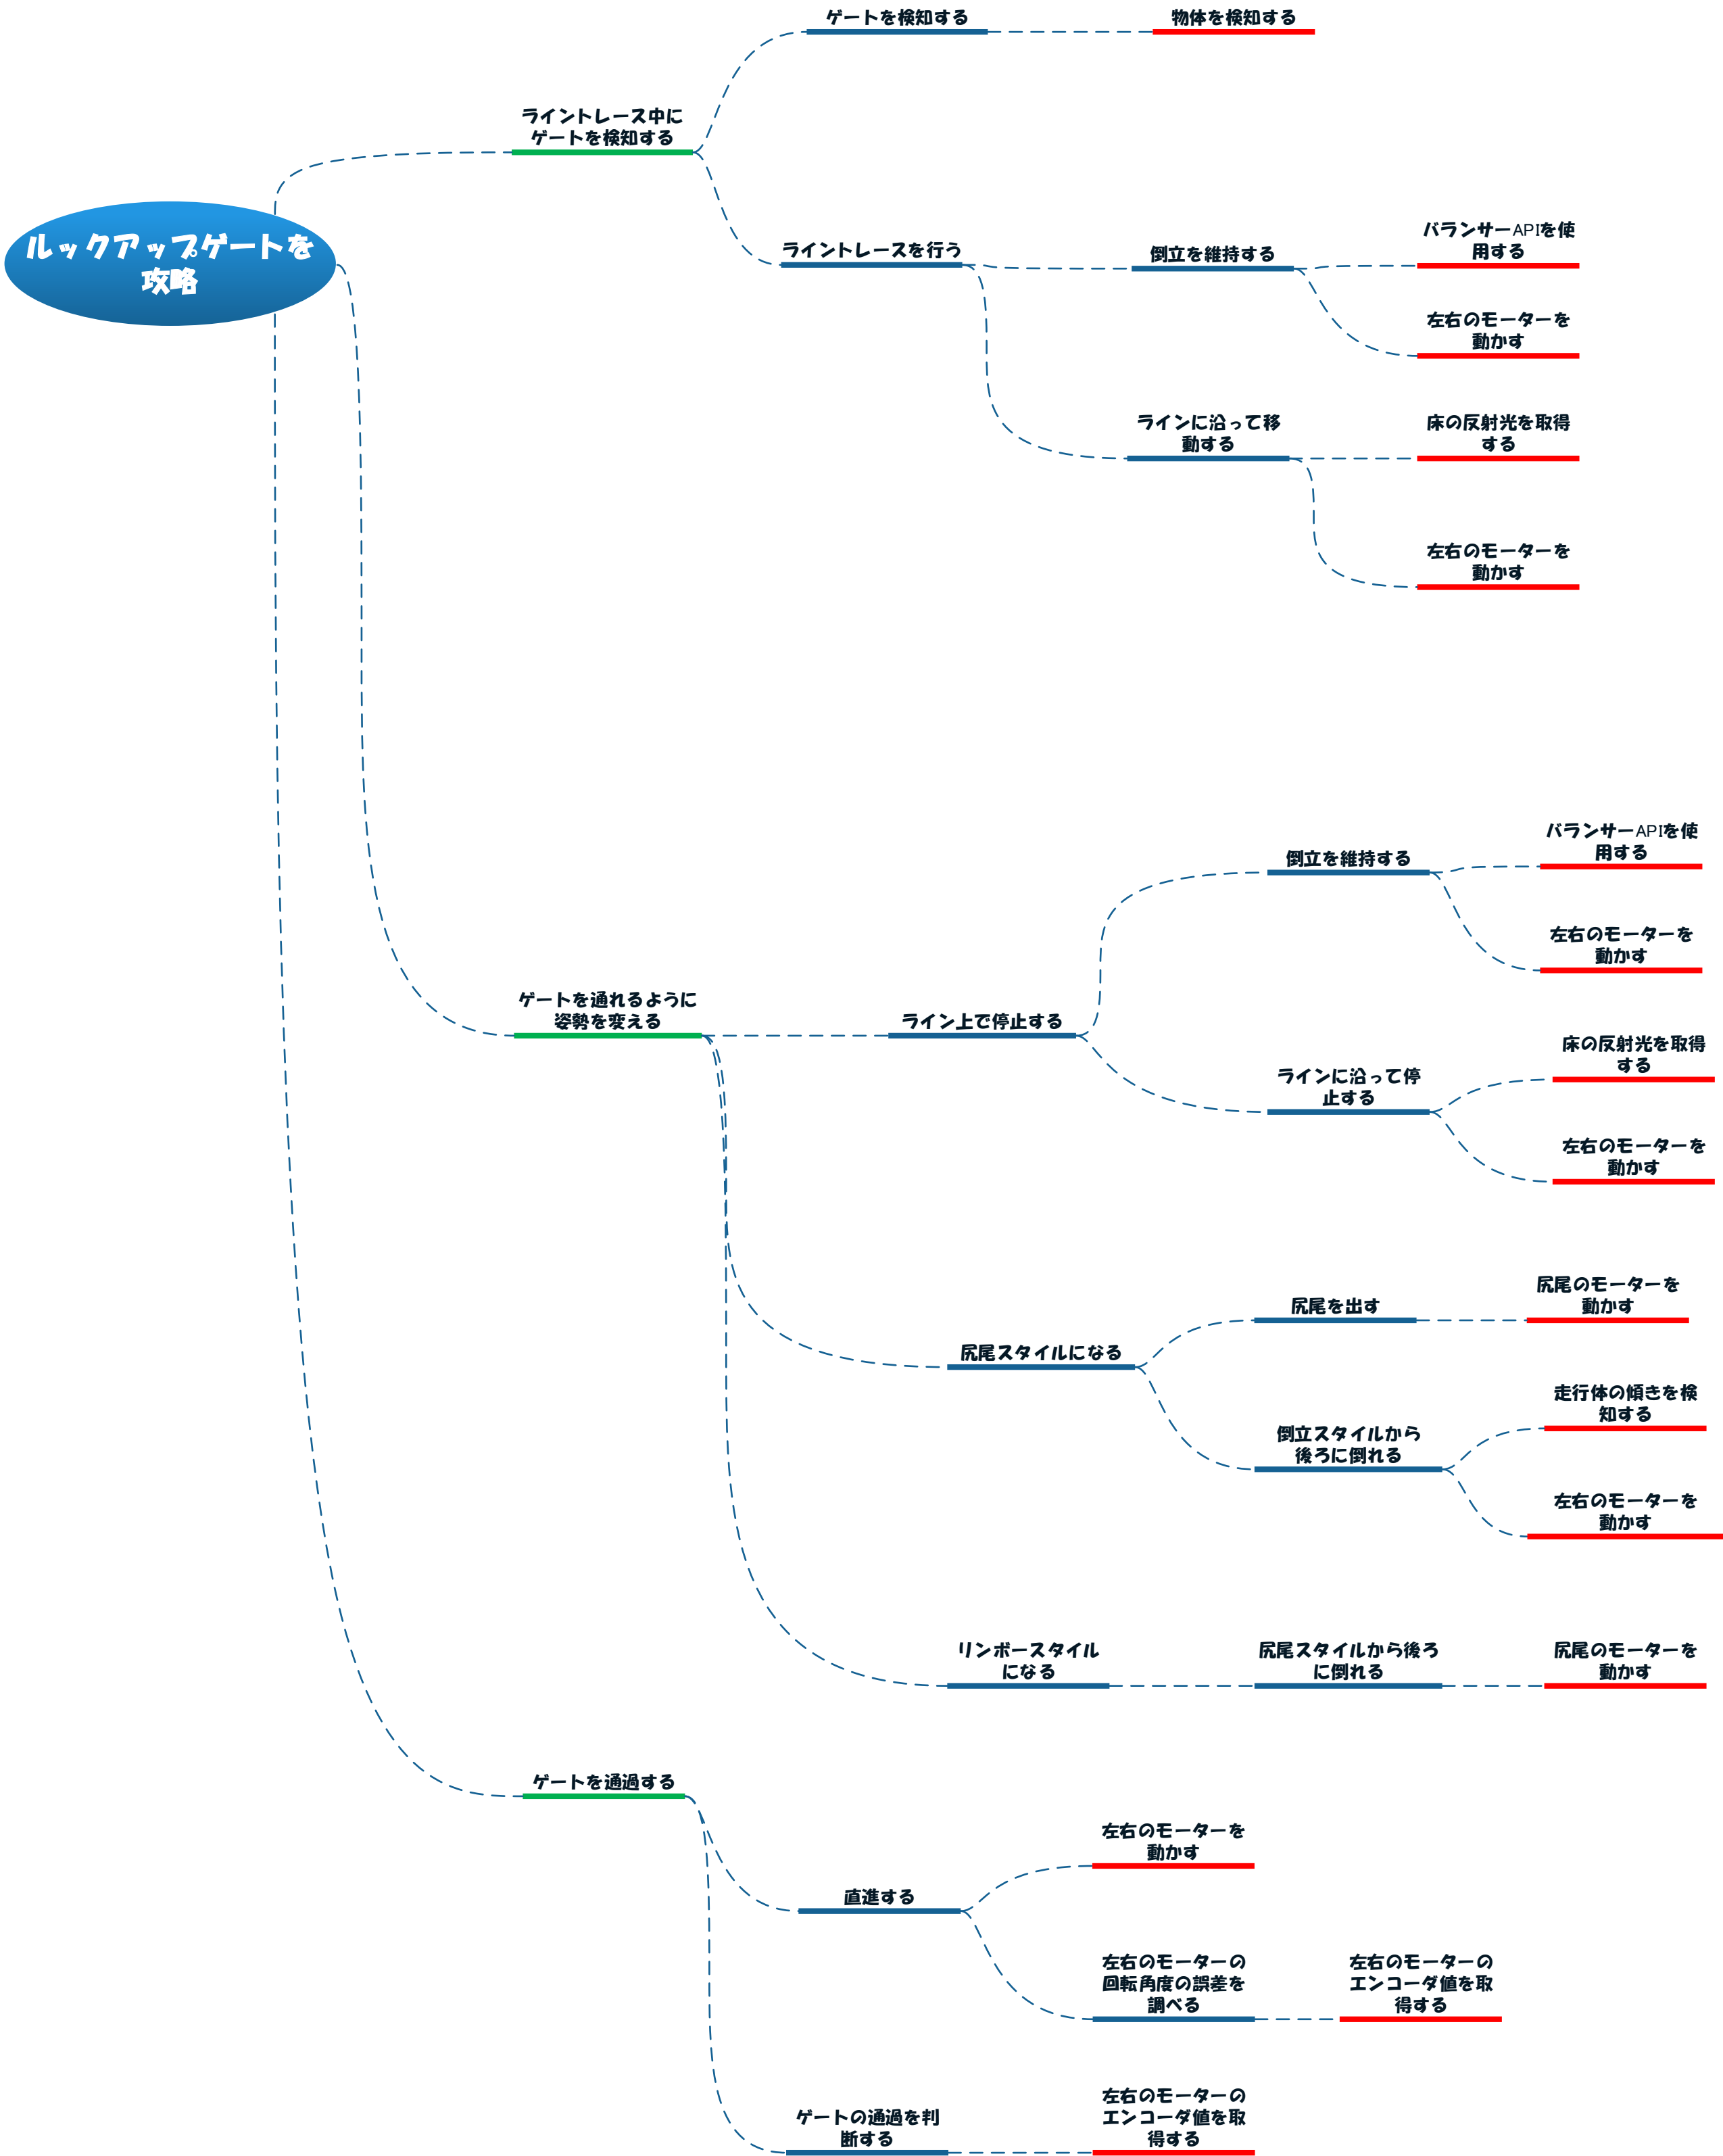 ルックアップゲートを
攻略
ライントレース中に
ゲートを検知する
ゲートを検知する
物体を検知する
ライントレースを行う
倒立を維持する
バランサーAPIを使
用する
左右のモーターを
動かす
ラインに沿って移
動する
床の反射光を取得
する
左右のモーターを
動かす
ゲートを通れるように
姿勢を変える
ライン上で停止する
倒立を維持する
バランサーAPIを使
用する
左右のモーターを
動かす
ラインに沿って停
止する
床の反射光を取得
する
左右のモーターを
動かす
尻尾スタイルになる
尻尾を出す
尻尾のモーターを
動かす
倒立スタイルから
後ろに倒れる
走行体の傾きを検
知する
左右のモーターを
動かす
リンボースタイル
になる
尻尾スタイルから後ろ
に倒れる
尻尾のモーターを
動かす
ゲートを通過する
直進する
左右のモーターを
動かす
左右のモーターの
回転角度の誤差を
調べる
左右のモーターの
エンコーダ値を取
得する
ゲートの通過を判
断する
左右のモーターの
エンコーダ値を取
得する